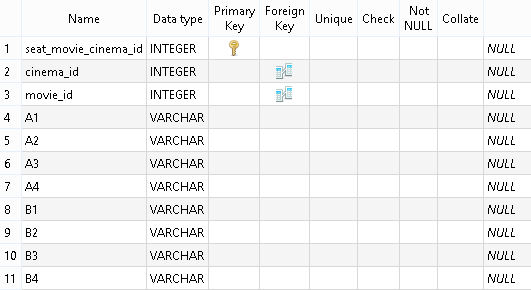 Name Data type Primary Key Foreign Key Unique Check Not NULL Collate
1 seat_movie_cinema_id INTEGER NULL
2 cinema_id INTEGER NULL
3 movie_id INTEGER NULL
4 A1 VARCHAR NULL
5 A2 VARCHAR NULL
6 A3 VARCHAR NULL
7 A4 VARCHAR NULL
8 B1 VARCHAR NULL
9 B2 VARCHAR NULL
10 B3 VARCHAR NULL
11 B4 VARCHAR NULL